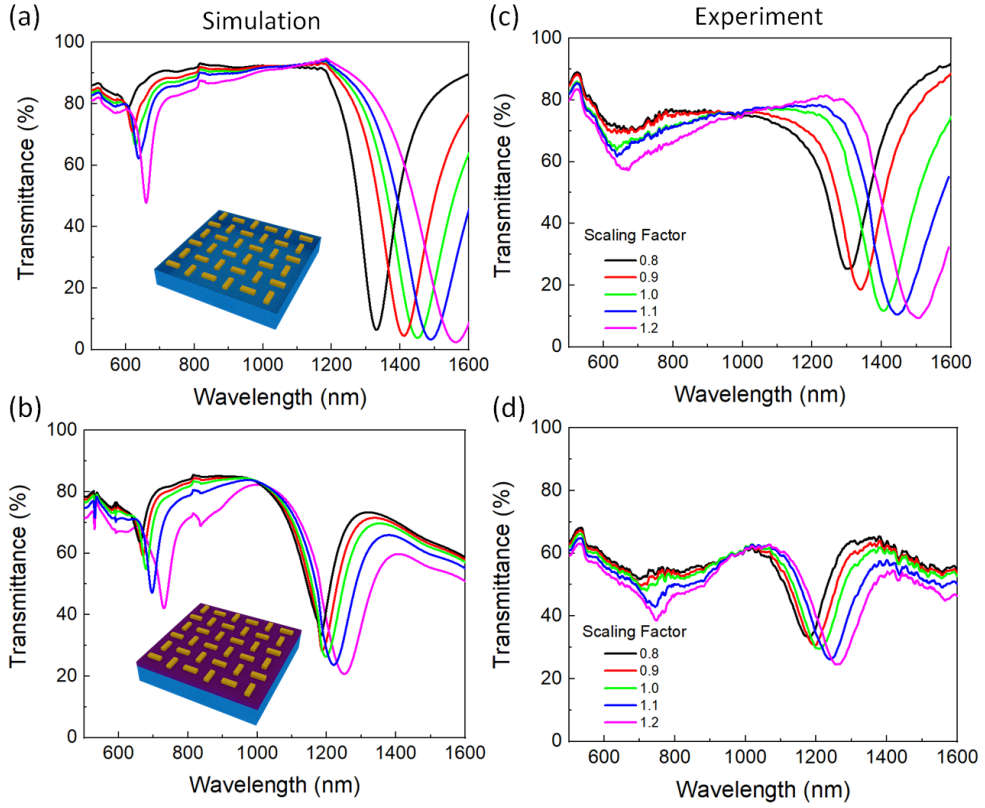 (a)
Simulation
100
80
60
40
20
0
600 800 1000 1200 1400 1600
Transmittance (%)
Wavelength (nm)
(c)
Experiment
100
80
60
40
20
0
600 800 1000 1200 1400 1600
Transmittance (%)
Wavelength (nm)
Scaling Factor
0.8
0.9
1.0
1.1
1.2
(b)
100
80
60
40
20
0
600 800 1000 1200 1400 1600
Transmittance (%)
Wavelength (nm)
(d)
100
80
60
40
20
0
600 800 1000 1200 1400 1600
Transmittance (%)
Wavelength (nm)
Scaling Factor
0.8
0.9
1.0
1.1
1.2